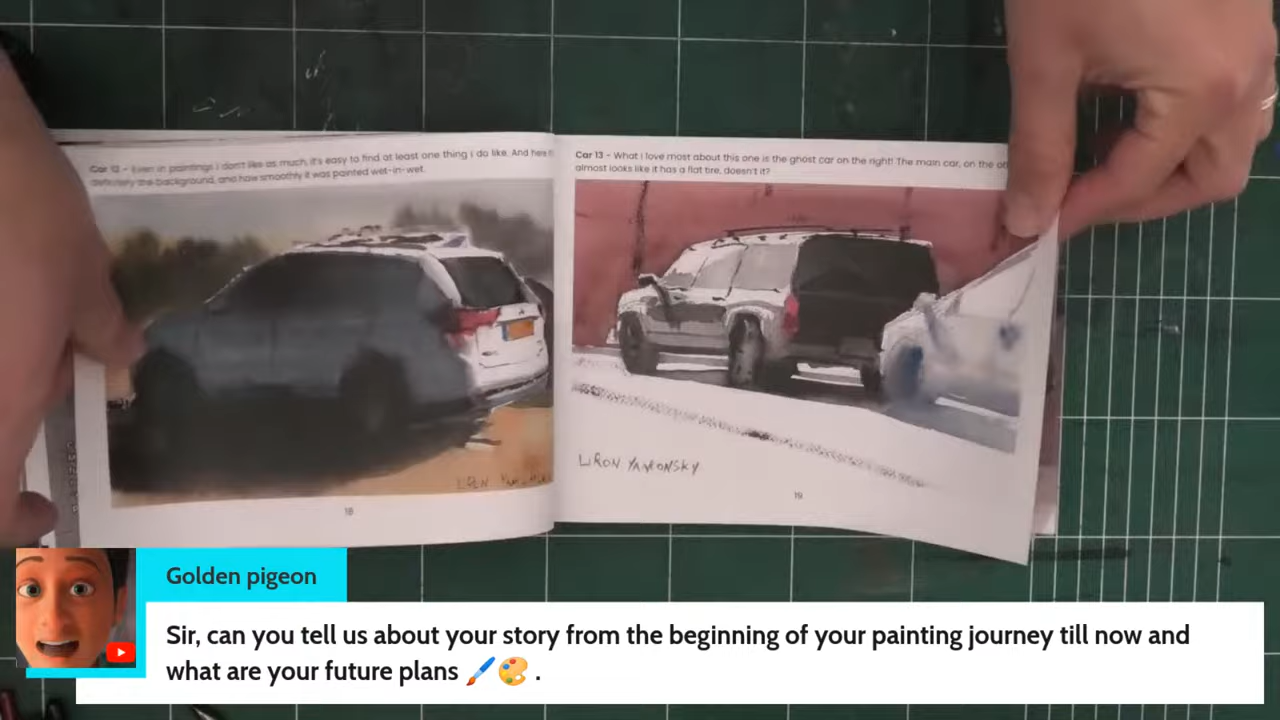 Car 12 - Even in paintings I don't like as much, it's easy to find at least one thing I do like. And here
definitely the background, and how smoothly it was painted wet-in-wet.
Car 13 - What I love most about this one is the ghost car on the right! The main car, on the
almost looks like it has a flat tire, doesn't it?
LIRON YANKONSKY
18
19
Golden pigeon
Sir, can you tell us about your story from the beginning of your painting journey till now and
what are your future plans 🖌️🎨 .